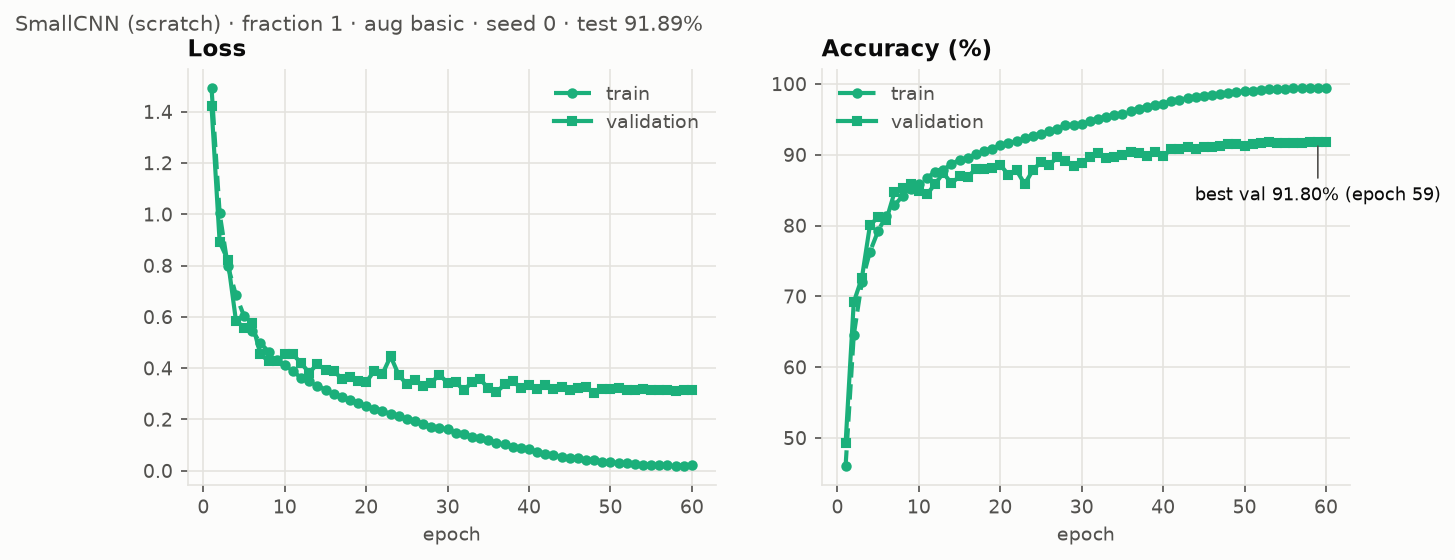 SmallCNN (scratch) · fraction 1 · aug basic · seed 0 · test 91.89%
Loss
train
validation
1.4
1.2
1.0
0.8
0.6
0.4
0.2
0.0
0 10 20 30 40 50 60
epoch
Accuracy (%)
train
validation
100
90
80
70
60
50
best val 91.80% (epoch 59)
0 10 20 30 40 50 60
epoch